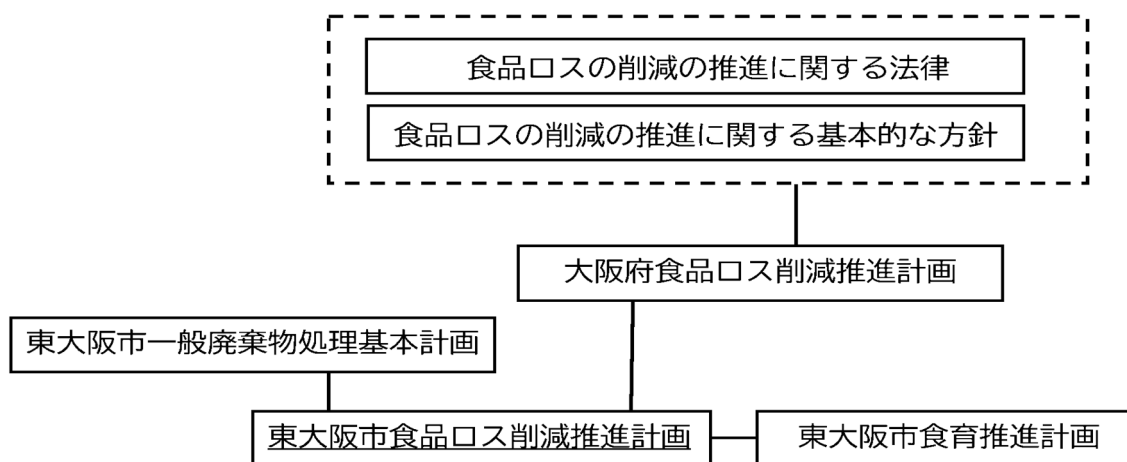 食品ロスの削減の推進に関する法律
食品ロスの削減の推進に関する基本的な方針
大阪府食品ロス削減推進計画
東大阪市一般廃棄物処理基本計画
東大阪市食品ロス削減推進計画
東大阪市食育推進計画